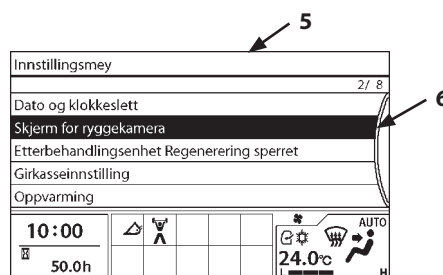 5
Innstillingsmey
2/ 8
6
Dato og klokkeslett
Skjerm for ryggekamera
Etterbehandlingsenhet Regenerering sperret
Girkasseinnstilling
Oppvarming
10:00
AUTO
50.0h
24.0℃
L
H